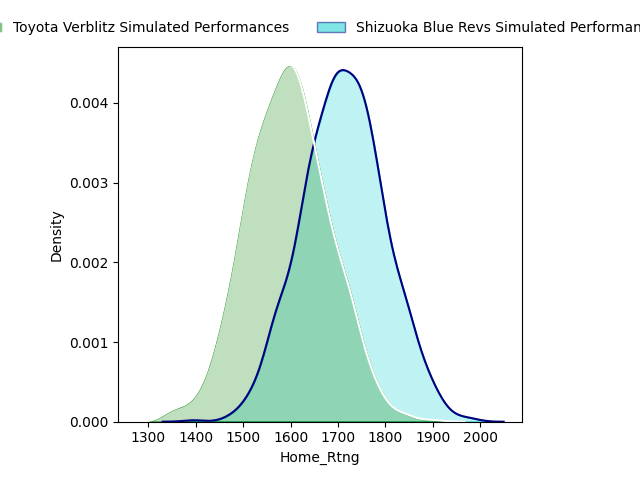 Toyota Verblitz Simulated Performances
Shizuoka Blue Revs Simulated
0.004
0.003
0.002
0.001
0.000
Density
1300 1400 1500 1600 1700 1800 1900 2000
Home_Rtng